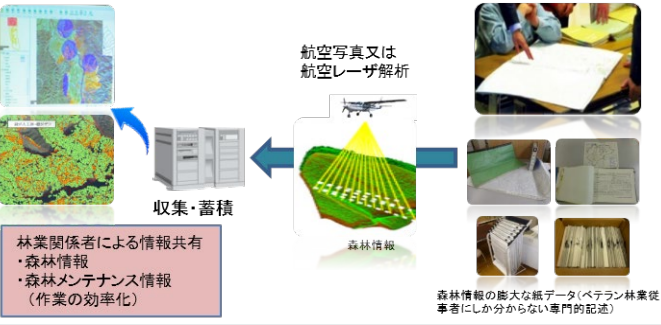 航空写真又は
航空レーザ解析
収集・蓄積
森林情報
林業関係者による情報共有
・森林情報
・森林メンテナンス情報
（作業の効率化）
森林情報の膨大な紙データ(ベテラン林業従
事者にしか分からない専門的記述)